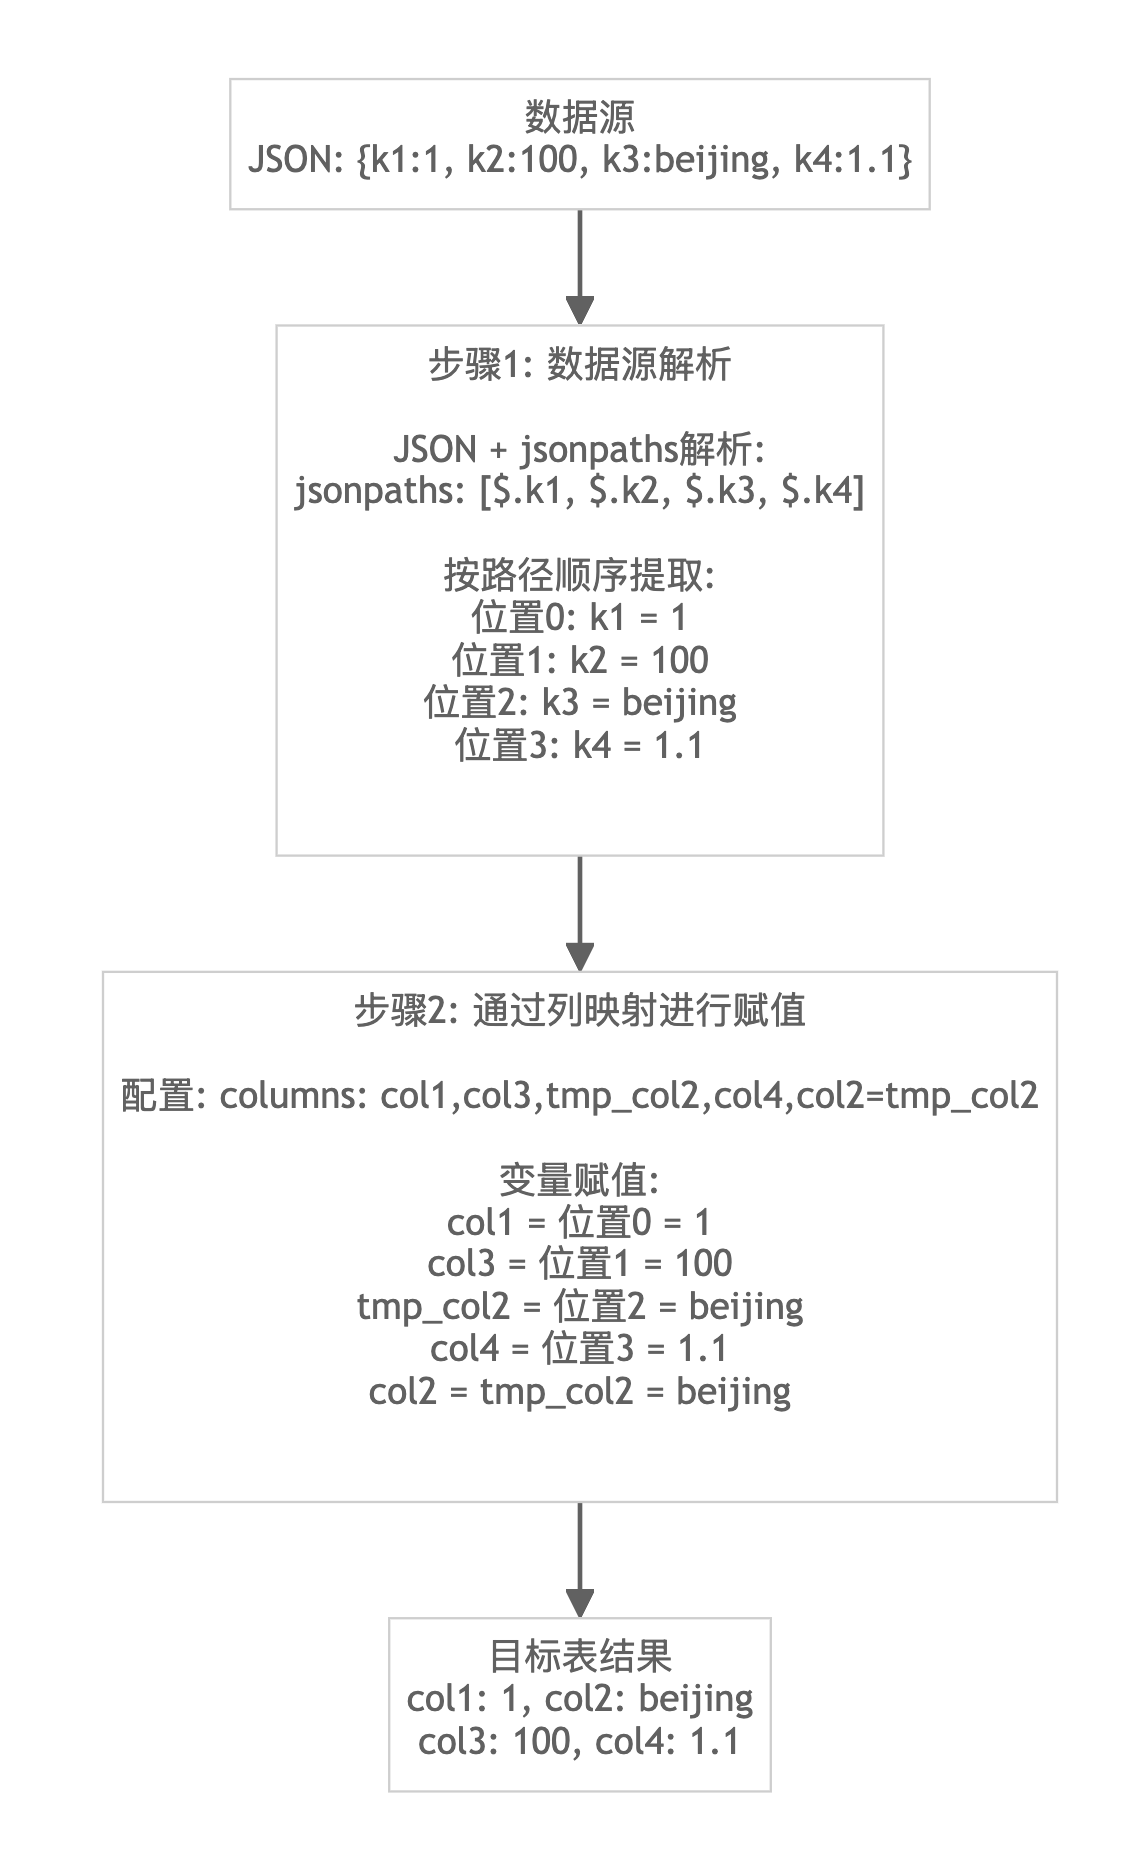 数据源
JSON: {k1:1, k2:100, k3:beijing, k4:1.1}
步骤1: 数据源解析
JSON + jsonpaths解析:
jsonpaths: [$.k1, $.k2, $.k3, $.k4]
按路径顺序提取:
位置0: k1 = 1
位置1: k2 = 100
位置2: k3 = beijing
位置3: k4 = 1.1
步骤2: 通过列映射进行赋值
配置: columns: col1,col3,tmp_col2,col4,col2=tmp_col2
变量赋值:
col1 = 位置0 = 1
col3 = 位置1 = 100
tmp_col2 = 位置2 = beijing
col4 = 位置3 = 1.1
col2 = tmp_col2 = beijing
目标表结果
col1: 1, col2: beijing
col3: 100, col4: 1.1